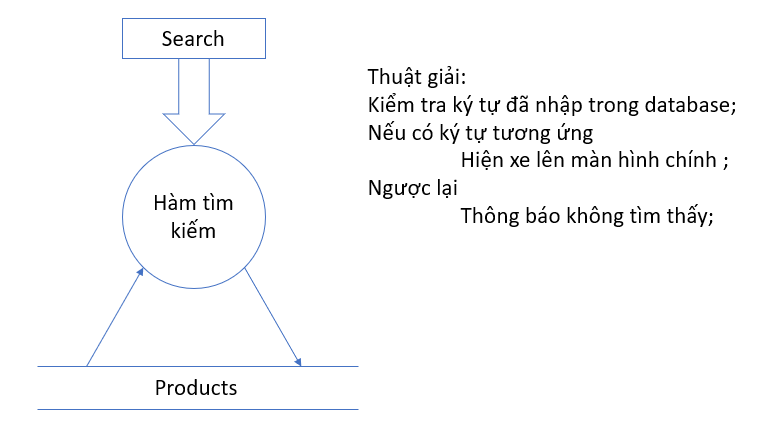 Search
Hàm tìm
kiếm
Products
Thuật giải:
Kiểm tra ký tự đã nhập trong database;
Nếu có ký tự tương ứng
Hiện xe lên màn hình chính ;
Ngược lại
Thông báo không tìm thấy;